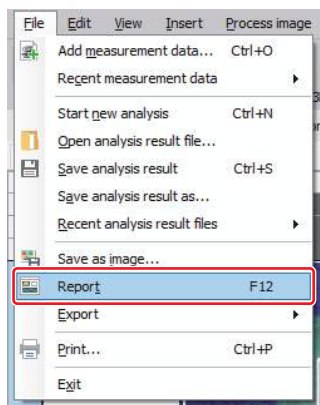 File Edit View Insert Process image
Add measurement data... Ctrl+O
Recent measurement data
Start new analysis Ctrl+N
Open analysis result file...
Save analysis result Ctrl+S
Save analysis result as...
Recent analysis result files
Save as image...
Report F12
Export
Print... Ctrl+P
Exit